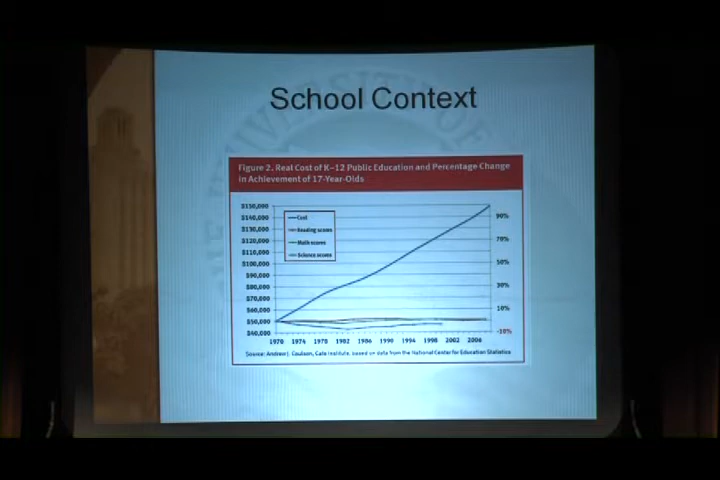 School Context
Figure 2. Real Cost of K–12 Public Education and Percentage Change
in Achievement of 17-Year-Olds
$150,000
$140,000
$130,000
$120,000
$110,000
$100,000
$90,000
$80,000
$70,000
$60,000
$50,000
$40,000
Cost
Reading scores
Math scores
Science scores
90%
70%
50%
30%
10%
-10%
1970 1974 1978 1982 1986 1990 1994 1998 2002 2006
Source: Andrew J. Coulson, Cato Institute, based on data from the National Center for Education Statistics